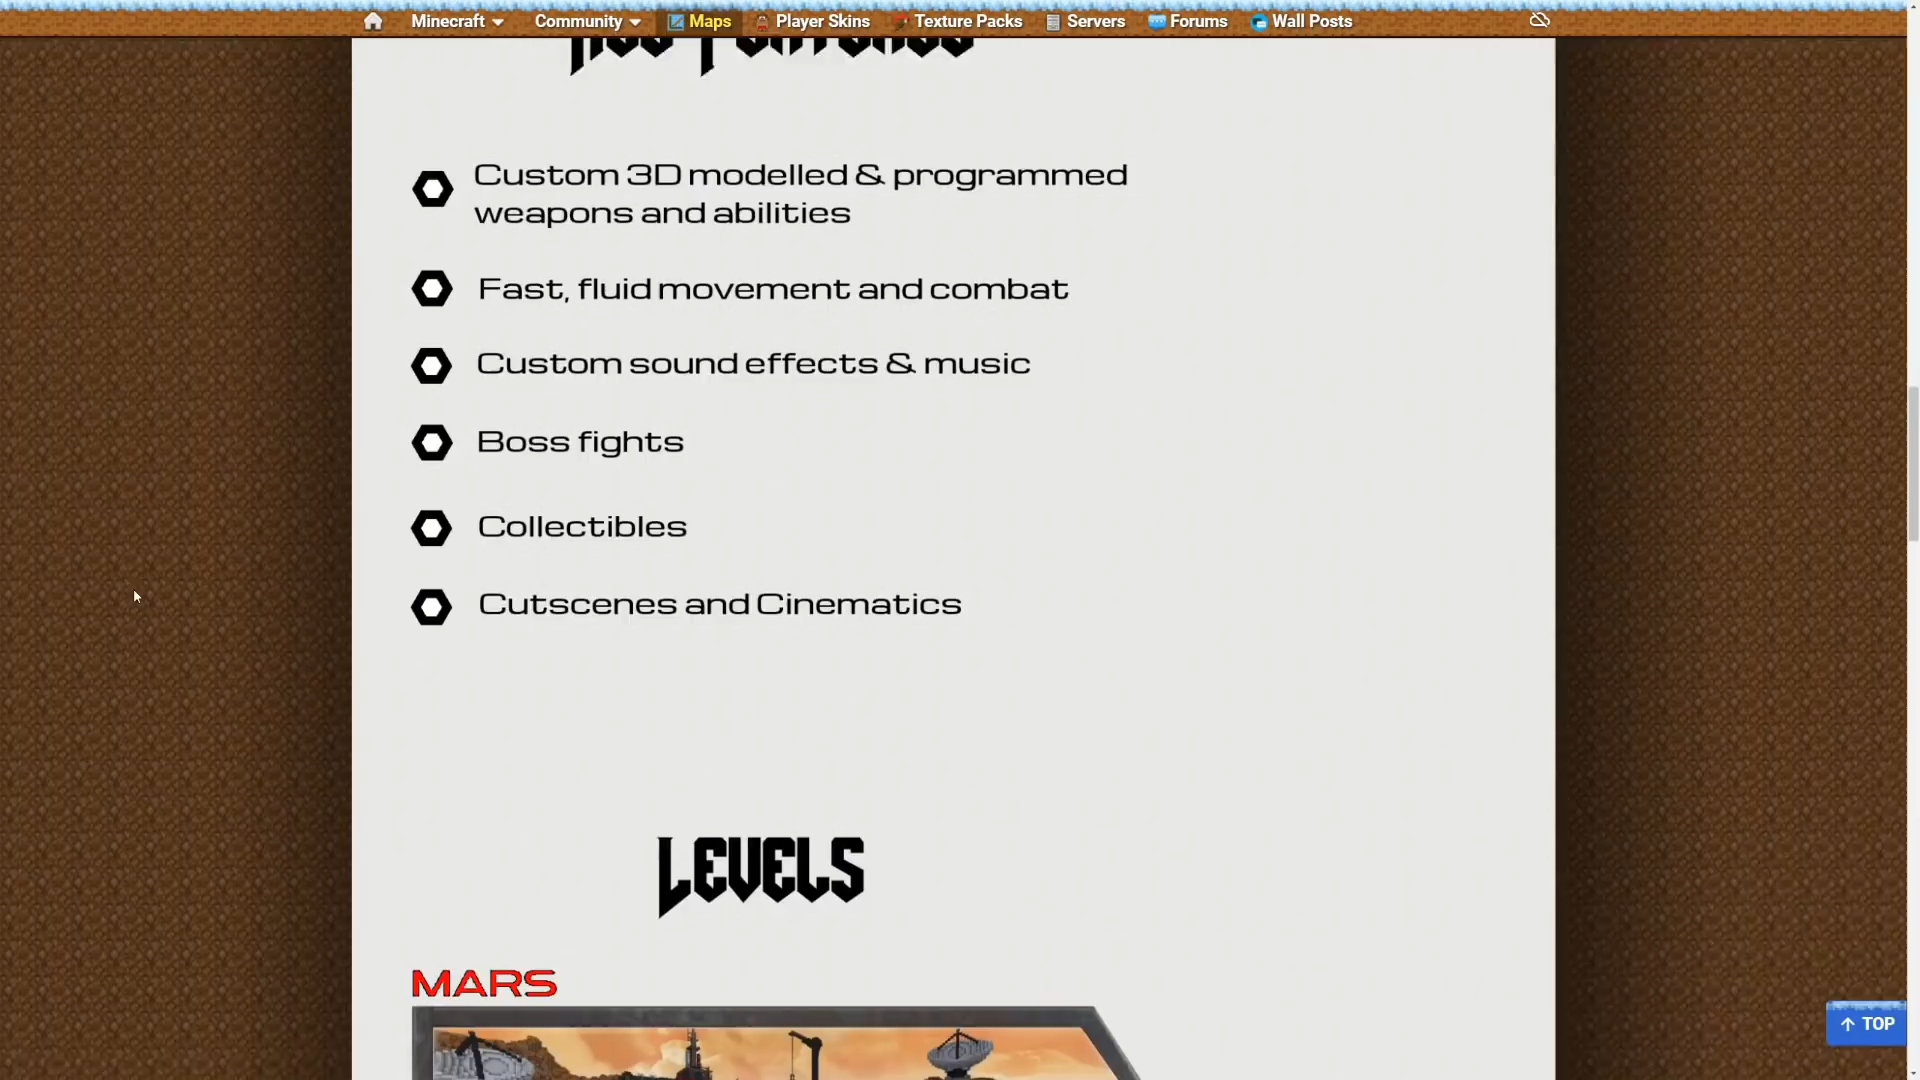 Minecraft
Community
Maps
Player Skins
Texture Packs
Servers
Forums
Wall Posts
Custom 3D modelled & programmed
weapons and abilities
Fast, fluid movement and combat
Custom sound effects & music
Boss fights
Collectibles
Cutscenes and Cinematics
LEVELS
MARS
TOP